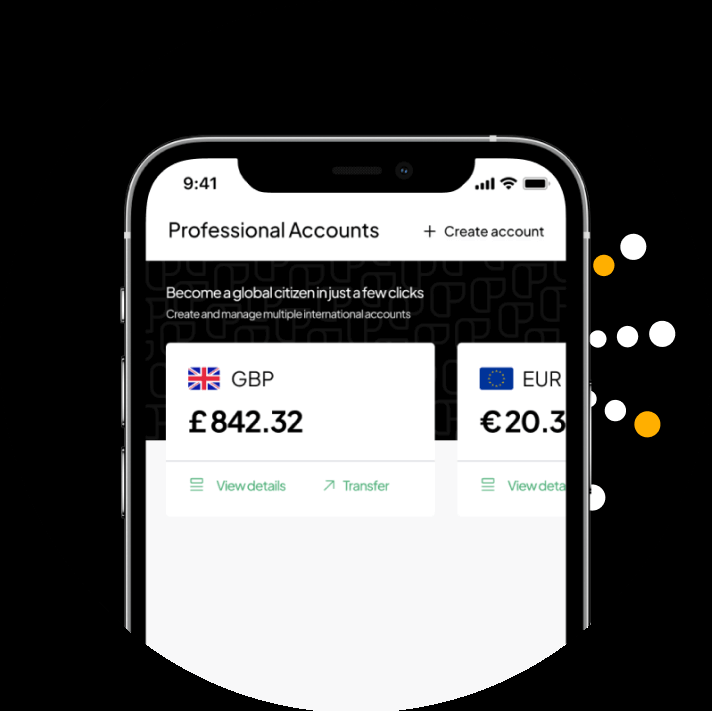 9:41
Professional Accounts
+ Create account
Become a global citizen in just a few clicks
Create and manage multiple international accounts
GBP
£842.32
View details
Transfer
EUR
€20.3
View deta